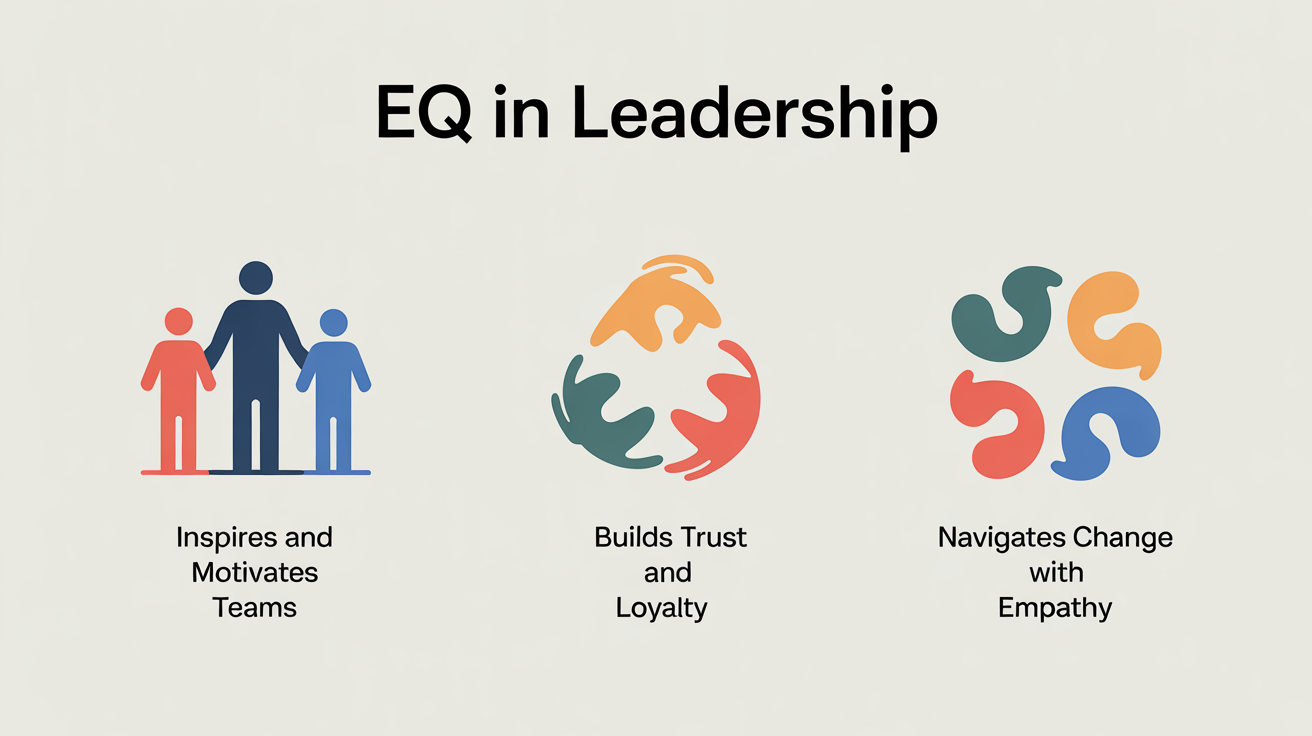 EQ in Leadership
Inspires and
Motivates
Teams
Builds Trust
and
Loyalty
Navigates Change
with
Empathy